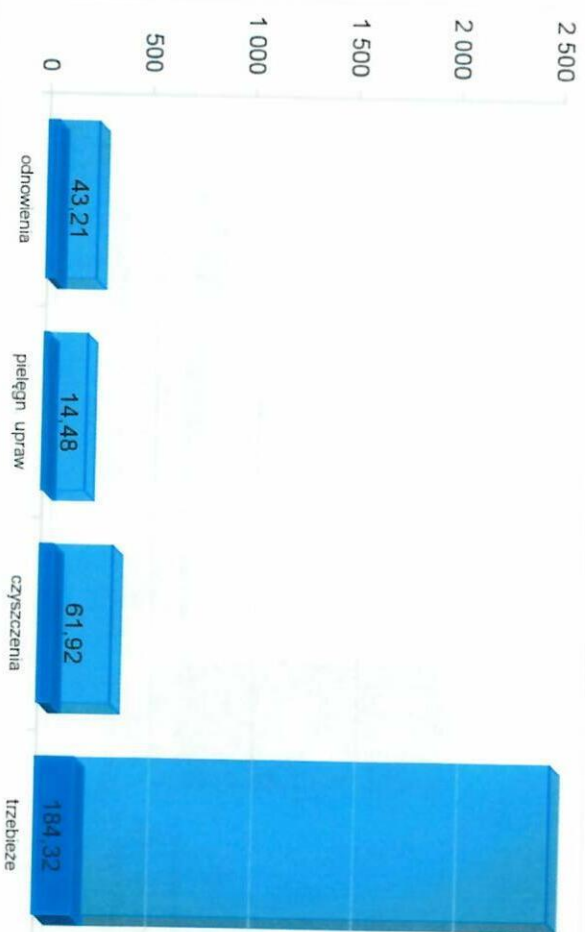 2 500
2 000
1 500
1 000
500
0
43,21
14,48
61,92
184,32
odnowienia
pielęgn upraw
czyszczenia
trzebieże